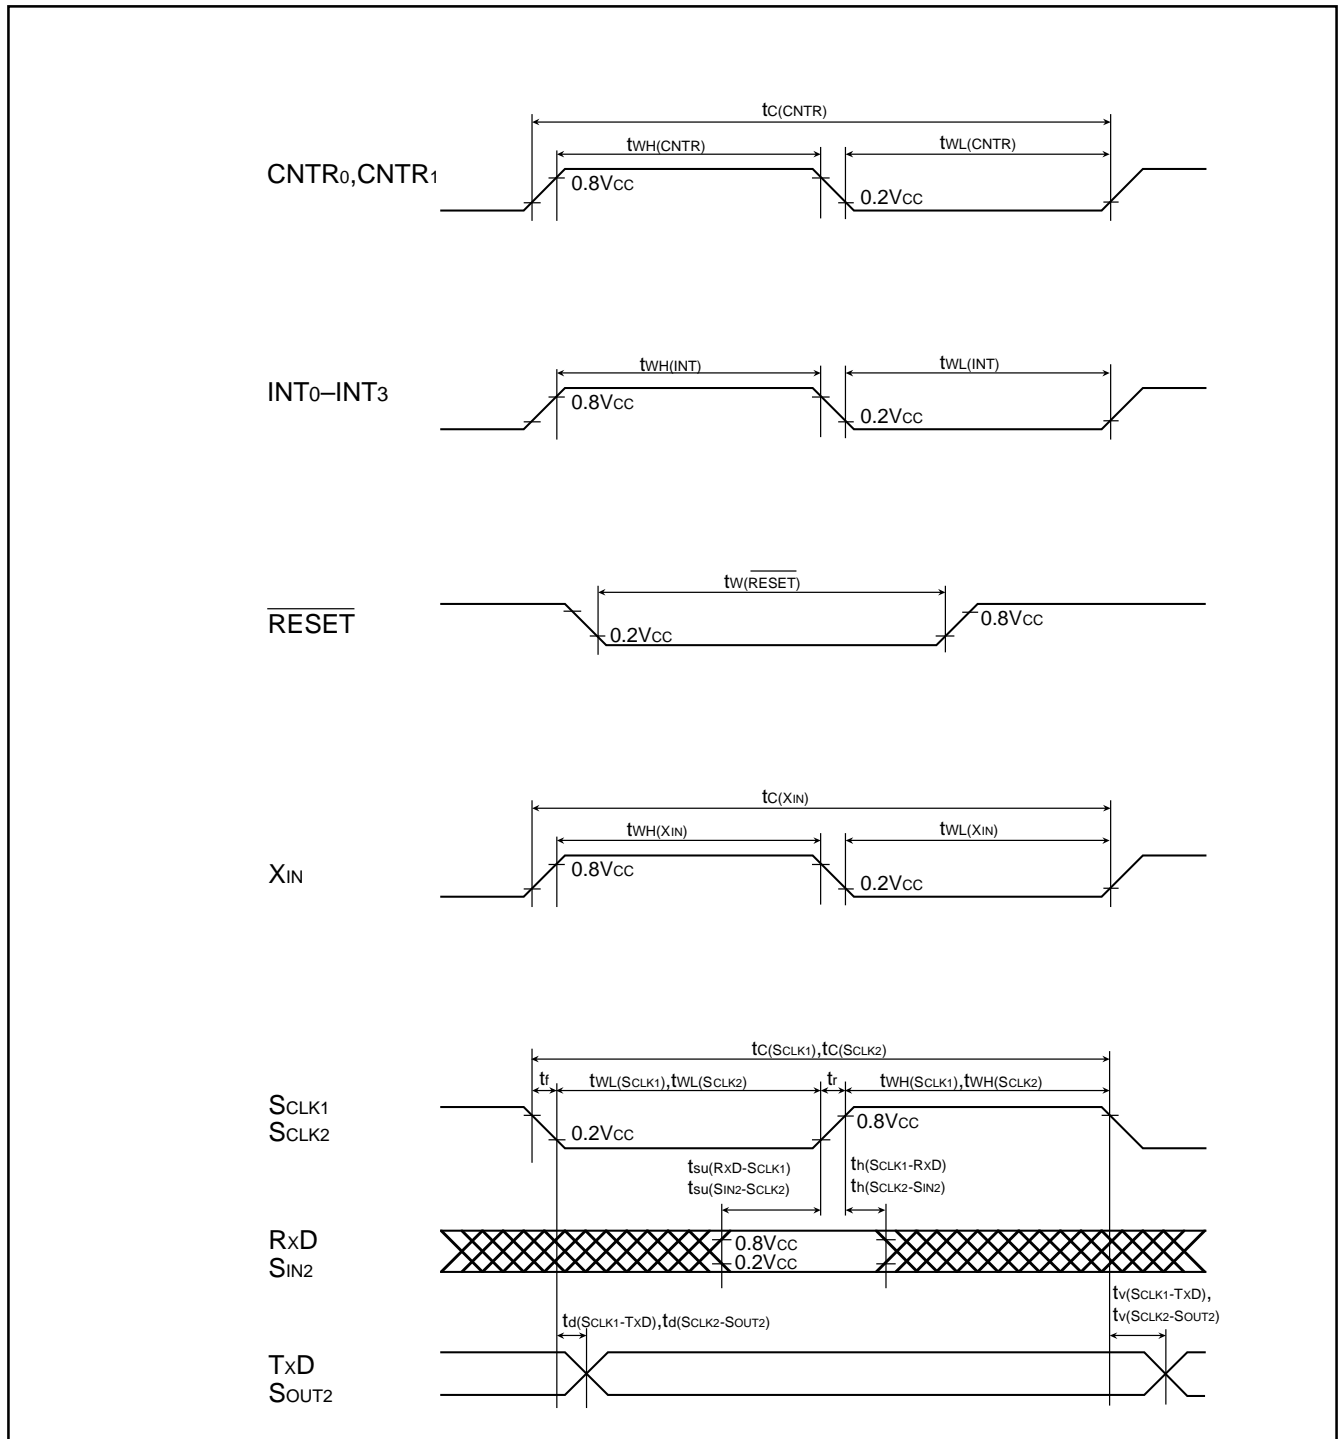 tC(CNTR)
tWH(CNTR)
tWL(CNTR)
CNTR0,CNTR1
0.8VCC
0.2VCC
tWH(INT)
tWL(INT)
INT0–INT3
0.8VCC
0.2VCC
tW(RESET)
RESET
0.2VCC
0.8VCC
tC(XIN)
tWH(XIN)
tWL(XIN)
XIN
0.8VCC
0.2VCC
tC(SCLK1),tC(SCLK2)
tf
tWL(SCLK1),tWL(SCLK2)
tr
tWH(SCLK1),tWH(SCLK2)
SCLK1
SCLK2
0.2VCC
0.8VCC
tsu(RXD-SCLK1)
tsu(SIN2-SCLK2)
th(SCLK1-RXD)
th(SCLK2-SIN2)
RXD
SIN2
0.8VCC
0.2VCC
td(SCLK1-TXD),td(SCLK2-SOUT2)
tv(SCLK1-TXD),
tv(SCLK2-SOUT2)
TXD
SOUT2